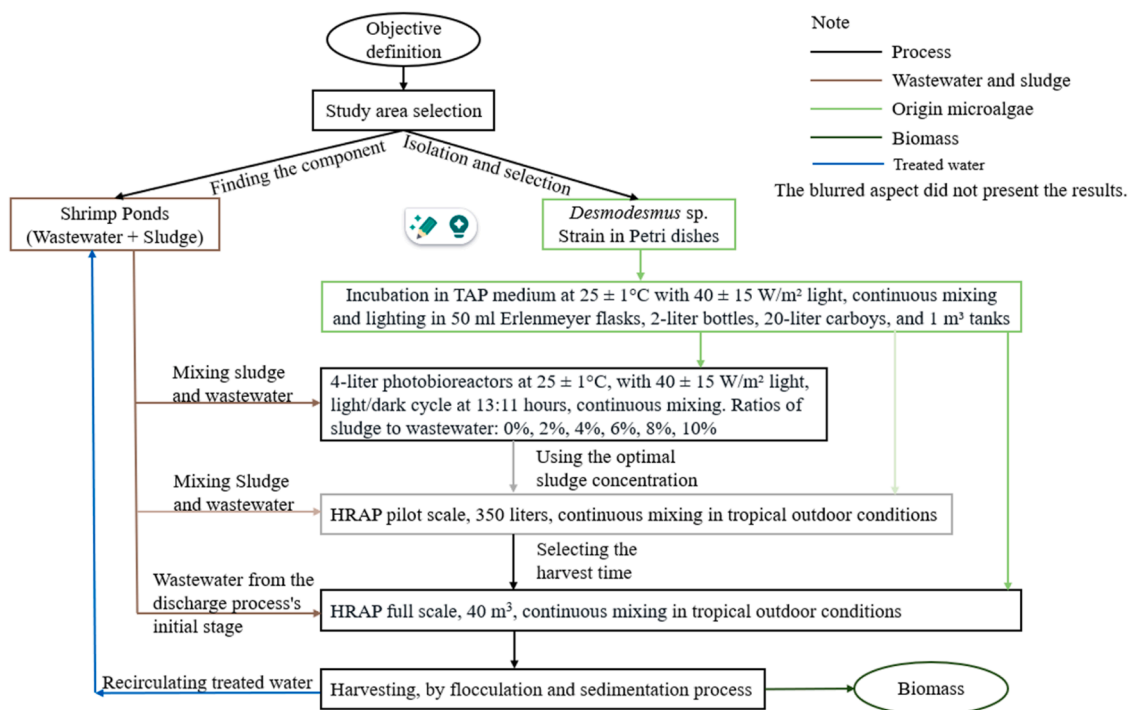 Objective
definition
Note
Process
Wastewater and sludge
Origin microalgae
Biomass
Treated water
The blurred aspect did not present the results.
Study area selection
Finding the component
Isolation and selection
Shrimp Ponds
(Wastewater + Sludge)
Desmodesmus sp.
Strain in Petri dishes
Incubation in TAP medium at 25 ± 1°C with 40 ± 15 W/m² light, continuous mixing
and lighting in 50 ml Erlenmeyer flasks, 2-liter bottles, 20-liter carboys, and 1 m³ tanks
Mixing sludge
and wastewater
4-liter photobioreactors at 25 ± 1°C, with 40 ± 15 W/m² light,
light/dark cycle at 13:11 hours, continuous mixing. Ratios of
sludge to wastewater: 0%, 2%, 4%, 6%, 8%, 10%
Using the optimal
sludge concentration
Mixing Sludge
and wastewater
HRAP pilot scale, 350 liters, continuous mixing in tropical outdoor conditions
Selecting the
harvest time
Wastewater from the
discharge process's
initial stage
HRAP full scale, 40 m³, continuous mixing in tropical outdoor conditions
Recirculating treated water
Harvesting, by flocculation and sedimentation process
Biomass